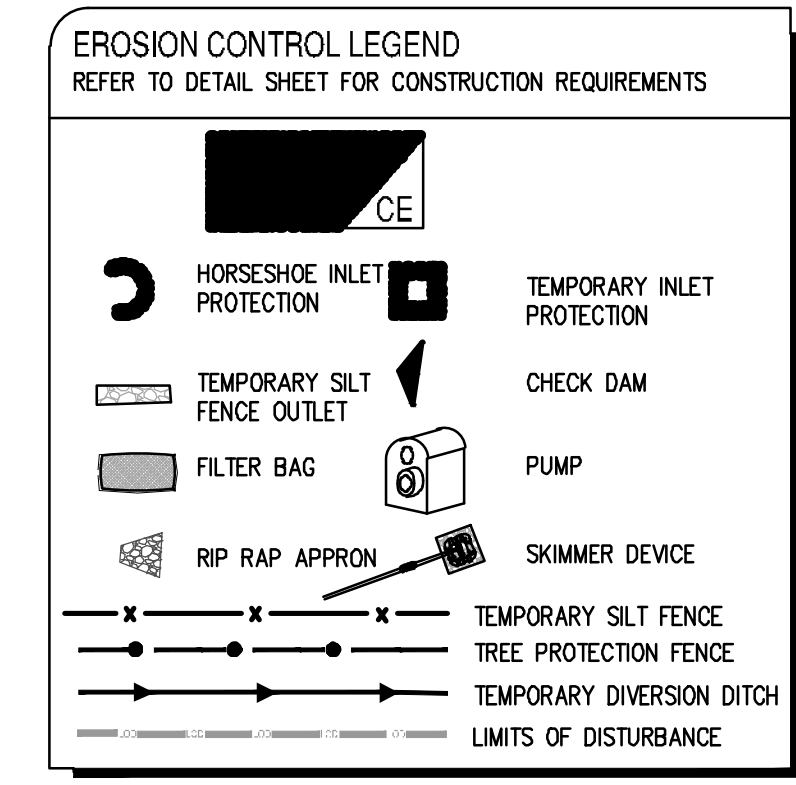 EROSION CONTROL LEGEND
REFER TO DETAIL SHEET FOR CONSTRUCTION REQUIREMENTS
CE
HORSESHOE INLET
PROTECTION
TEMPORARY INLET
PROTECTION
TEMPORARY SILT
FENCE OUTLET
CHECK DAM
FILTER BAG
PUMP
RIP RAP APPRON
SKIMMER DEVICE
TEMPORARY SILT FENCE
TREE PROTECTION FENCE
TEMPORARY DIVERSION DITCH
LIMITS OF DISTURBANCE